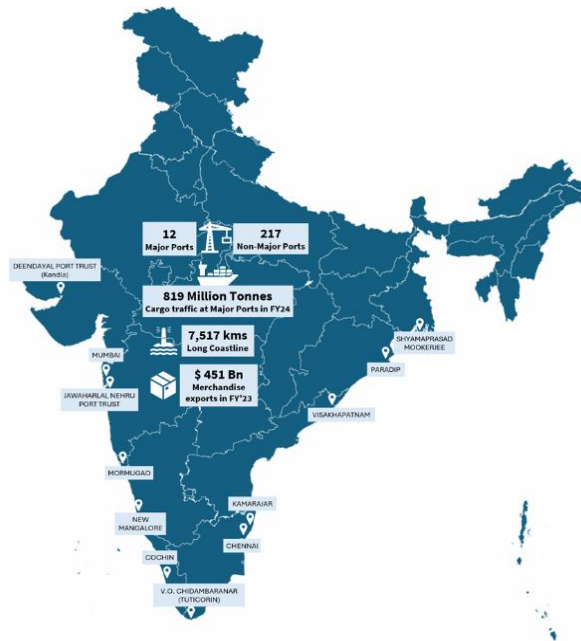 12
Major Ports
217
Non-Major Ports
DEENDAYAL PORT TRUST
(Kandla)
819 Million Tonnes
Cargo traffic at Major Ports in FY24
7,517 kms
Long Coastline
SHYAMAPRASAD
MOOKERJEE
MUMBAI
PARADIP
$ 451 Bn
Merchandise
exports in FY'23
JAWAHARLAL NEHRU
PORT TRUST
VISAKHAPATNAM
MORMUGAO
KAMARAJAR
NEW
MANGALORE
CHENNAI
COCHIN
V.O. CHIDAMBARANAR
(TUTICORIN)